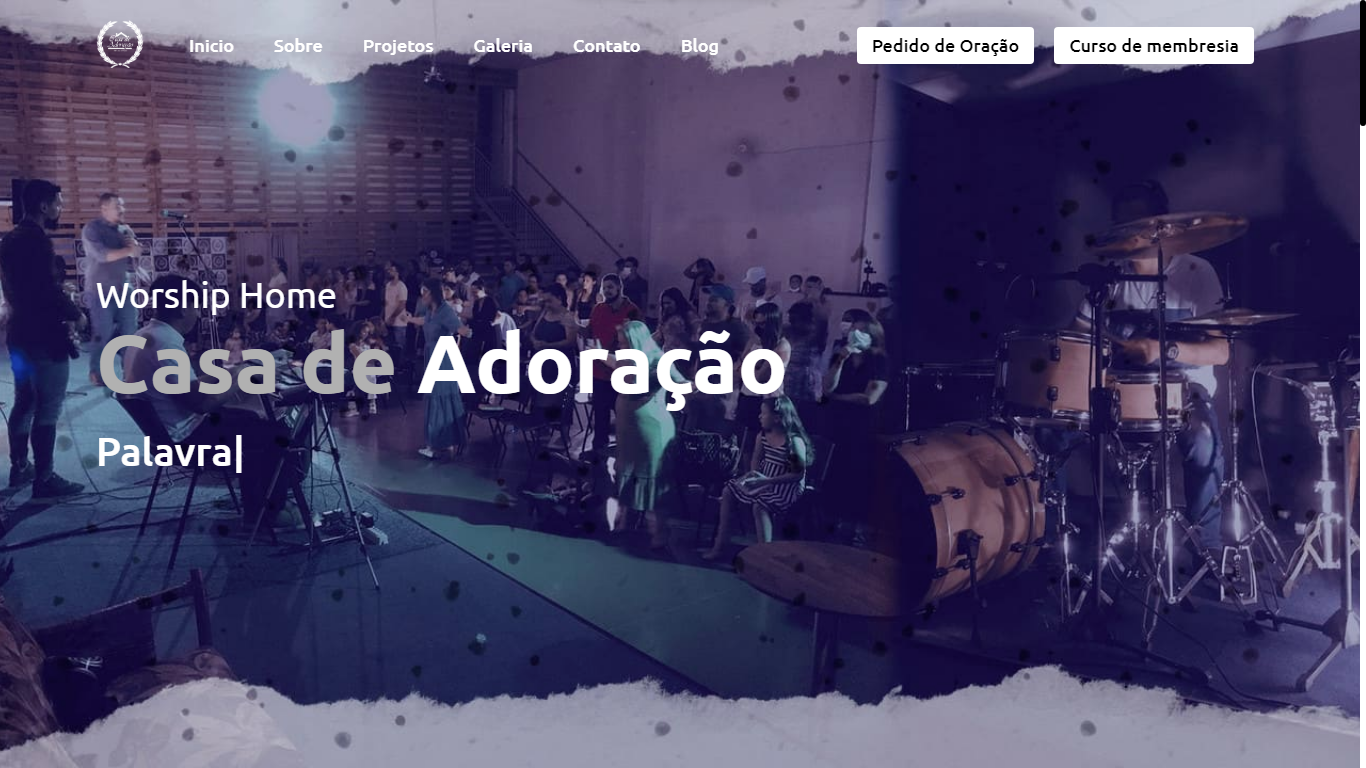 Inicio
Sobre
Projetos
Galeria
Contato
Blog
Pedido de Oração
Curso de membresia
Worship Home
Casa de Adoração
Palavra|